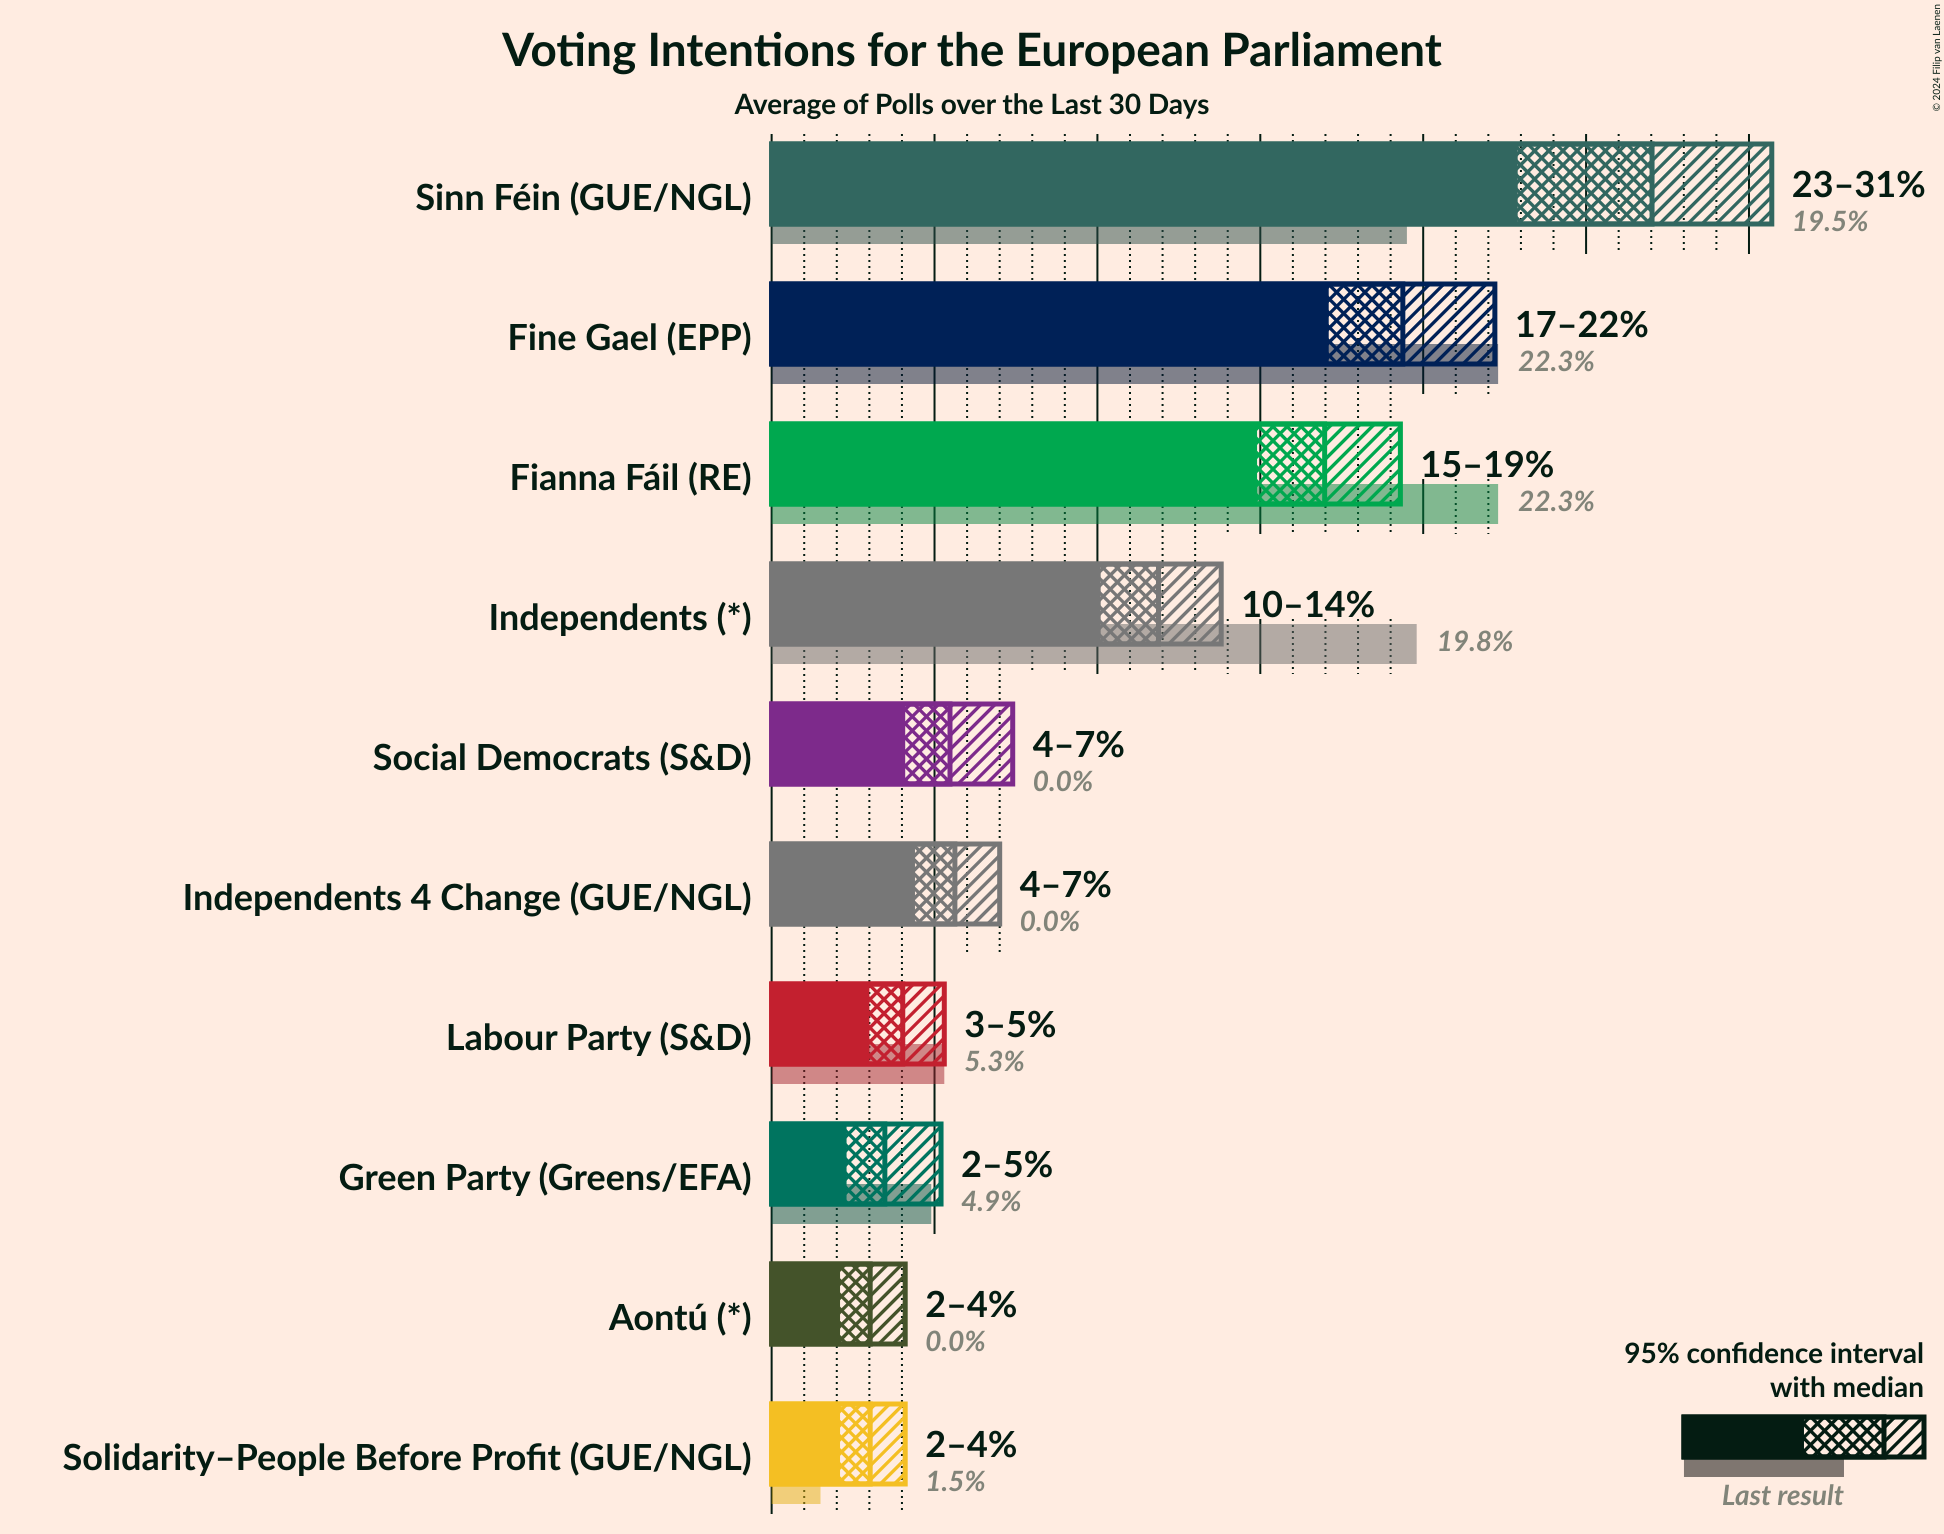 Voting Intentions for the European Parliament
Average of Polls over the Last 30 Days
© 2024 Filip van Laenen
Sinn Féin (GUE/NGL)
23–31%
19.5%
Fine Gael (EPP)
17–22%
22.3%
Fianna Fáil (RE)
15–19%
22.3%
Independents (*)
10–14%
19.8%
Social Democrats (S&D)
4–7%
0.0%
Independents 4 Change (GUE/NGL)
4–7%
0.0%
Labour Party (S&D)
3–5%
5.3%
Green Party (Greens/EFA)
2–5%
4.9%
Aontú (*)
2–4%
0.0%
Solidarity–People Before Profit (GUE/NGL)
2–4%
1.5%
95% confidence interval
with median
Last result